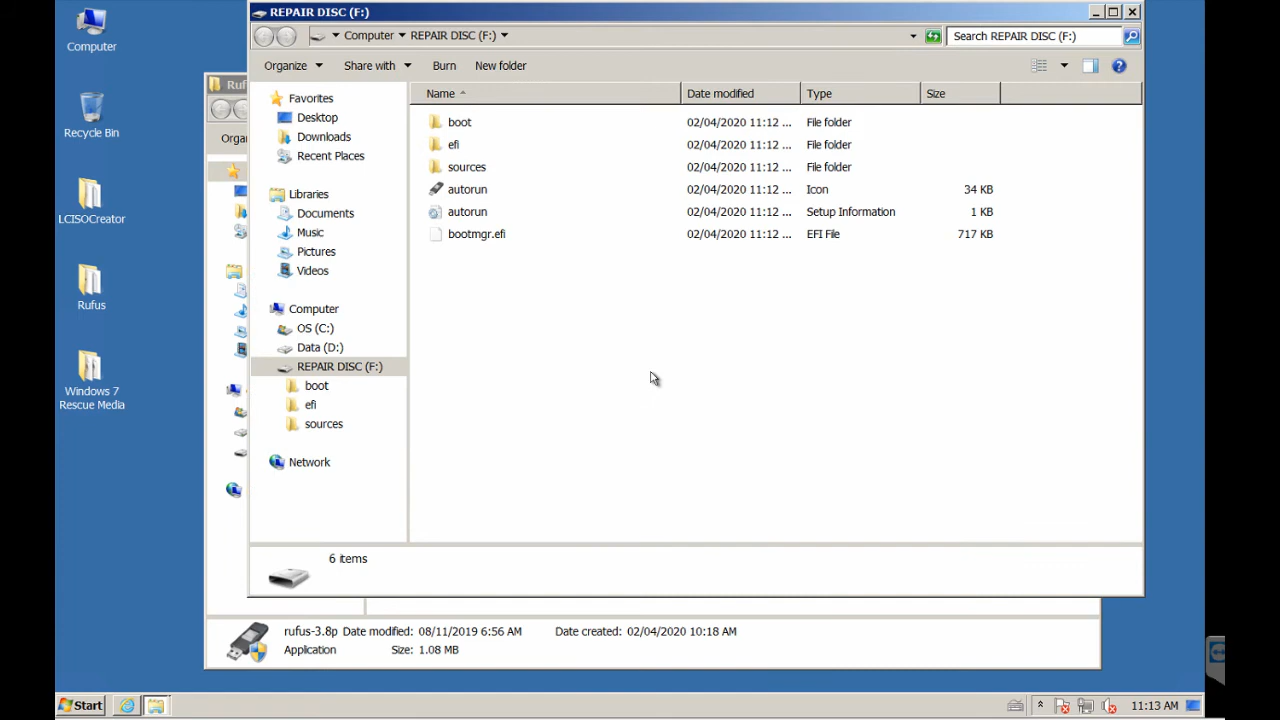 REPAIR DISC (F:)
Computer
Computer
REPAIR DISC (F:)
Search REPAIR DISC (F:)
Organize
Share with
Burn
New folder
Ruf
Orga
Favorites
Desktop
Downloads
Recent Places
Libraries
Documents
Music
Pictures
Videos
Computer
OS (C:)
Data (D:)
REPAIR DISC (F:)
boot
efi
sources
Network
Name Date modified Type Size
boot 02/04/2020 11:12 ... File folder
efi 02/04/2020 11:12 ... File folder
sources 02/04/2020 11:12 ... File folder
autorun 02/04/2020 11:12 ... Icon 34 KB
autorun 02/04/2020 11:12 ... Setup Information 1 KB
bootmgr.efi 02/04/2020 11:12 ... EFI File 717 KB
6 items
Recycle Bin
LCISOCreator
Rufus
Windows 7
Rescue Media
rufus-3.8p Date modified: 08/11/2019 6:56 AM Date created: 02/04/2020 10:18 AM
Application Size: 1.08 MB
Start
11:13 AM